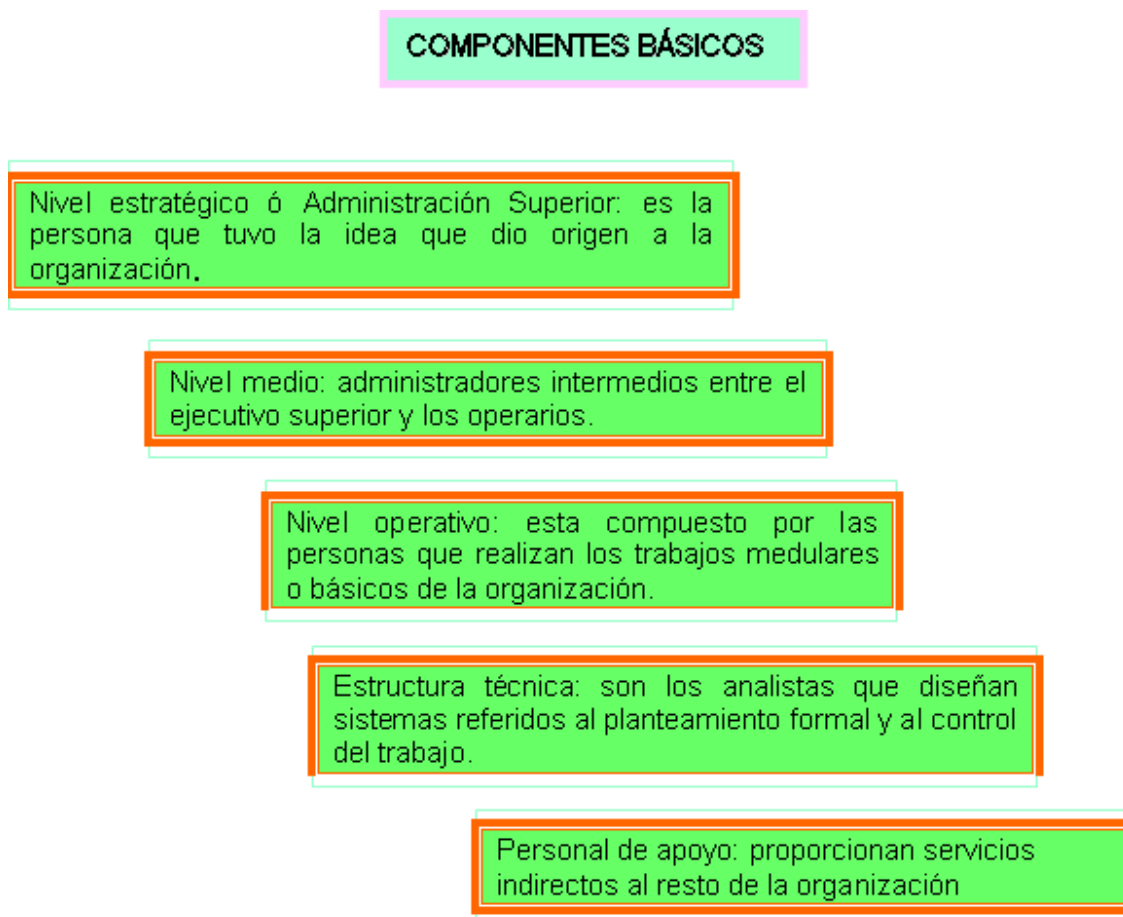 COMPONENTES BÁSICOS
Nivel estratégico ó Administración Superior: es la
persona que tuvo la idea que dio origen a la
organización.
Nivel medio: administradores intermedios entre el
ejecutivo superior y los operarios.
Nivel operativo: esta compuesto por las
personas que realizan los trabajos medulares
o básicos de la organización.
Estructura técnica: son los analistas que diseñan
sistemas referidos al planteamiento formal y al control
del trabajo.
Personal de apoyo: proporcionan servicios
indirectos al resto de la organización